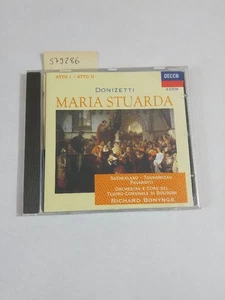 579286
ATTO I - ATTO II
DECCA
DONIZETTI
MARIA STUARDA
SUTHERLAND · TOURANGEAU
PAVAROTTI
ORCHESTRA E CORO DEL
TEATRO COMUNALE DI BOLOGNA
RICHARD BONYNGE